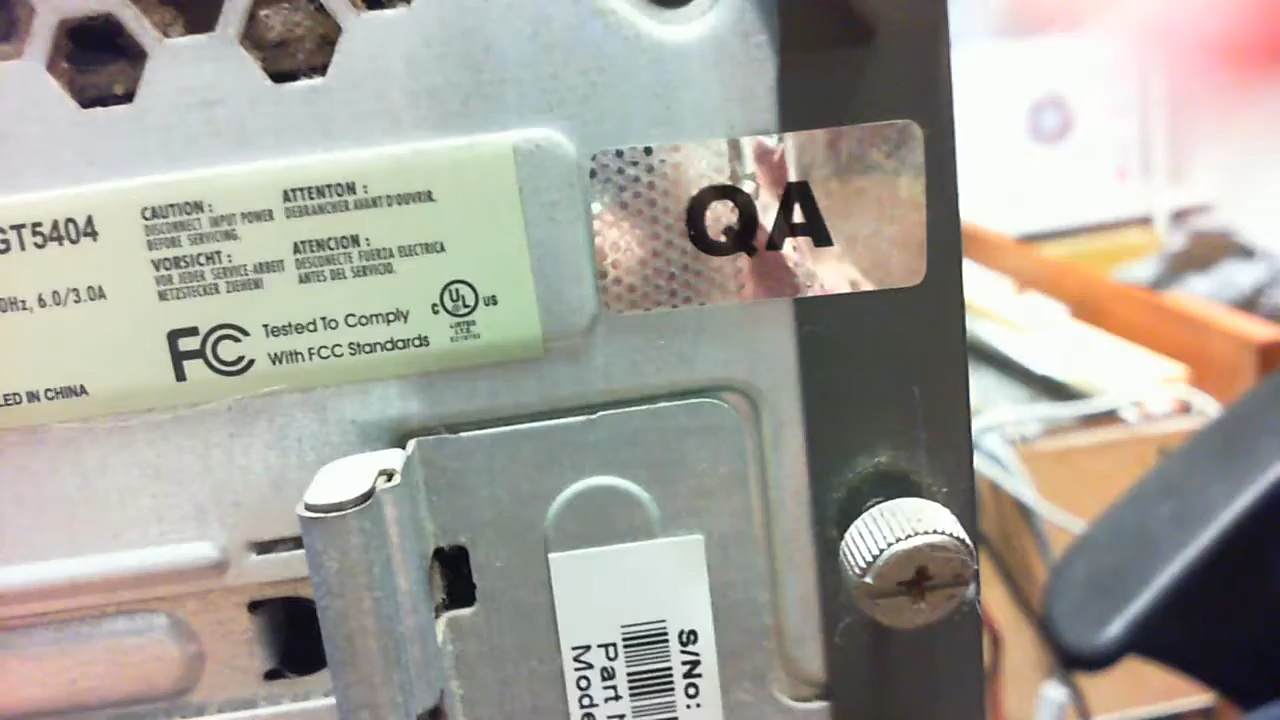 GT5404
CAUTION :
DISCONNECT INPUT POWER
BEFORE SERVICING.
ATTENTON :
DEBRANCHER AVANT D'OUVRIR.
VORSICHT :
VOR JEDER SERVICE-ARBEIT
NETZSTECKER ZIEHEN!
ATENCION :
DESCONECTE FUERZA ELECTRICA
ANTES DEL SERVICIO.
0Hz, 6.0/3.0A
FC Tested To Comply
With FCC Standards
C UL US
LISTED
I.T.E.
LED IN CHINA
QA
S/No:
Part
Mode